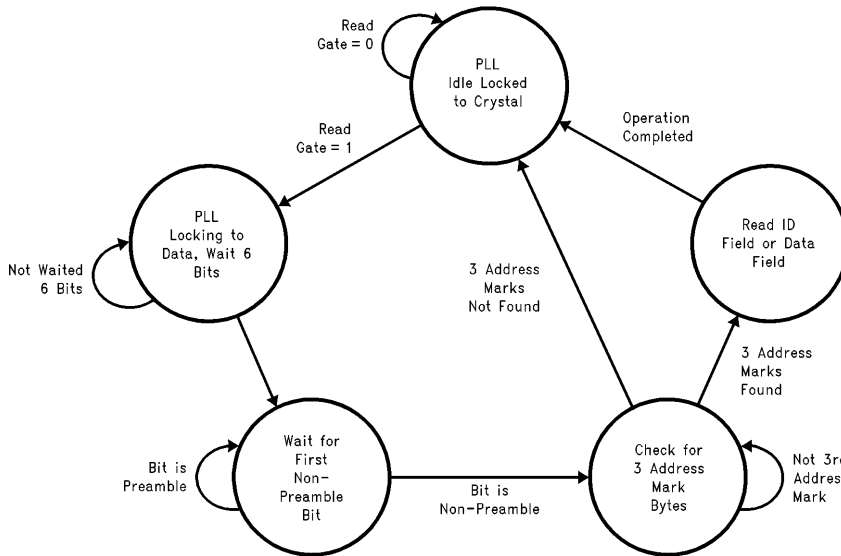 Read
Gate = 0
PLL
Idle Locked
to Crystal
Operation
Completed
Read
Gate = 1
PLL
Locking to
Data, Wait 6
Bits
Not Waited
6 Bits
Read ID
Field or Data
Field
3 Address
Marks
Not Found
3 Address
Marks
Found
Wait for
First
Non-
Preamble
Bit
Bit is
Preamble
Bit is
Non-Preamble
Check for
3 Address
Mark
Bytes
Not 3r
Address
Mark